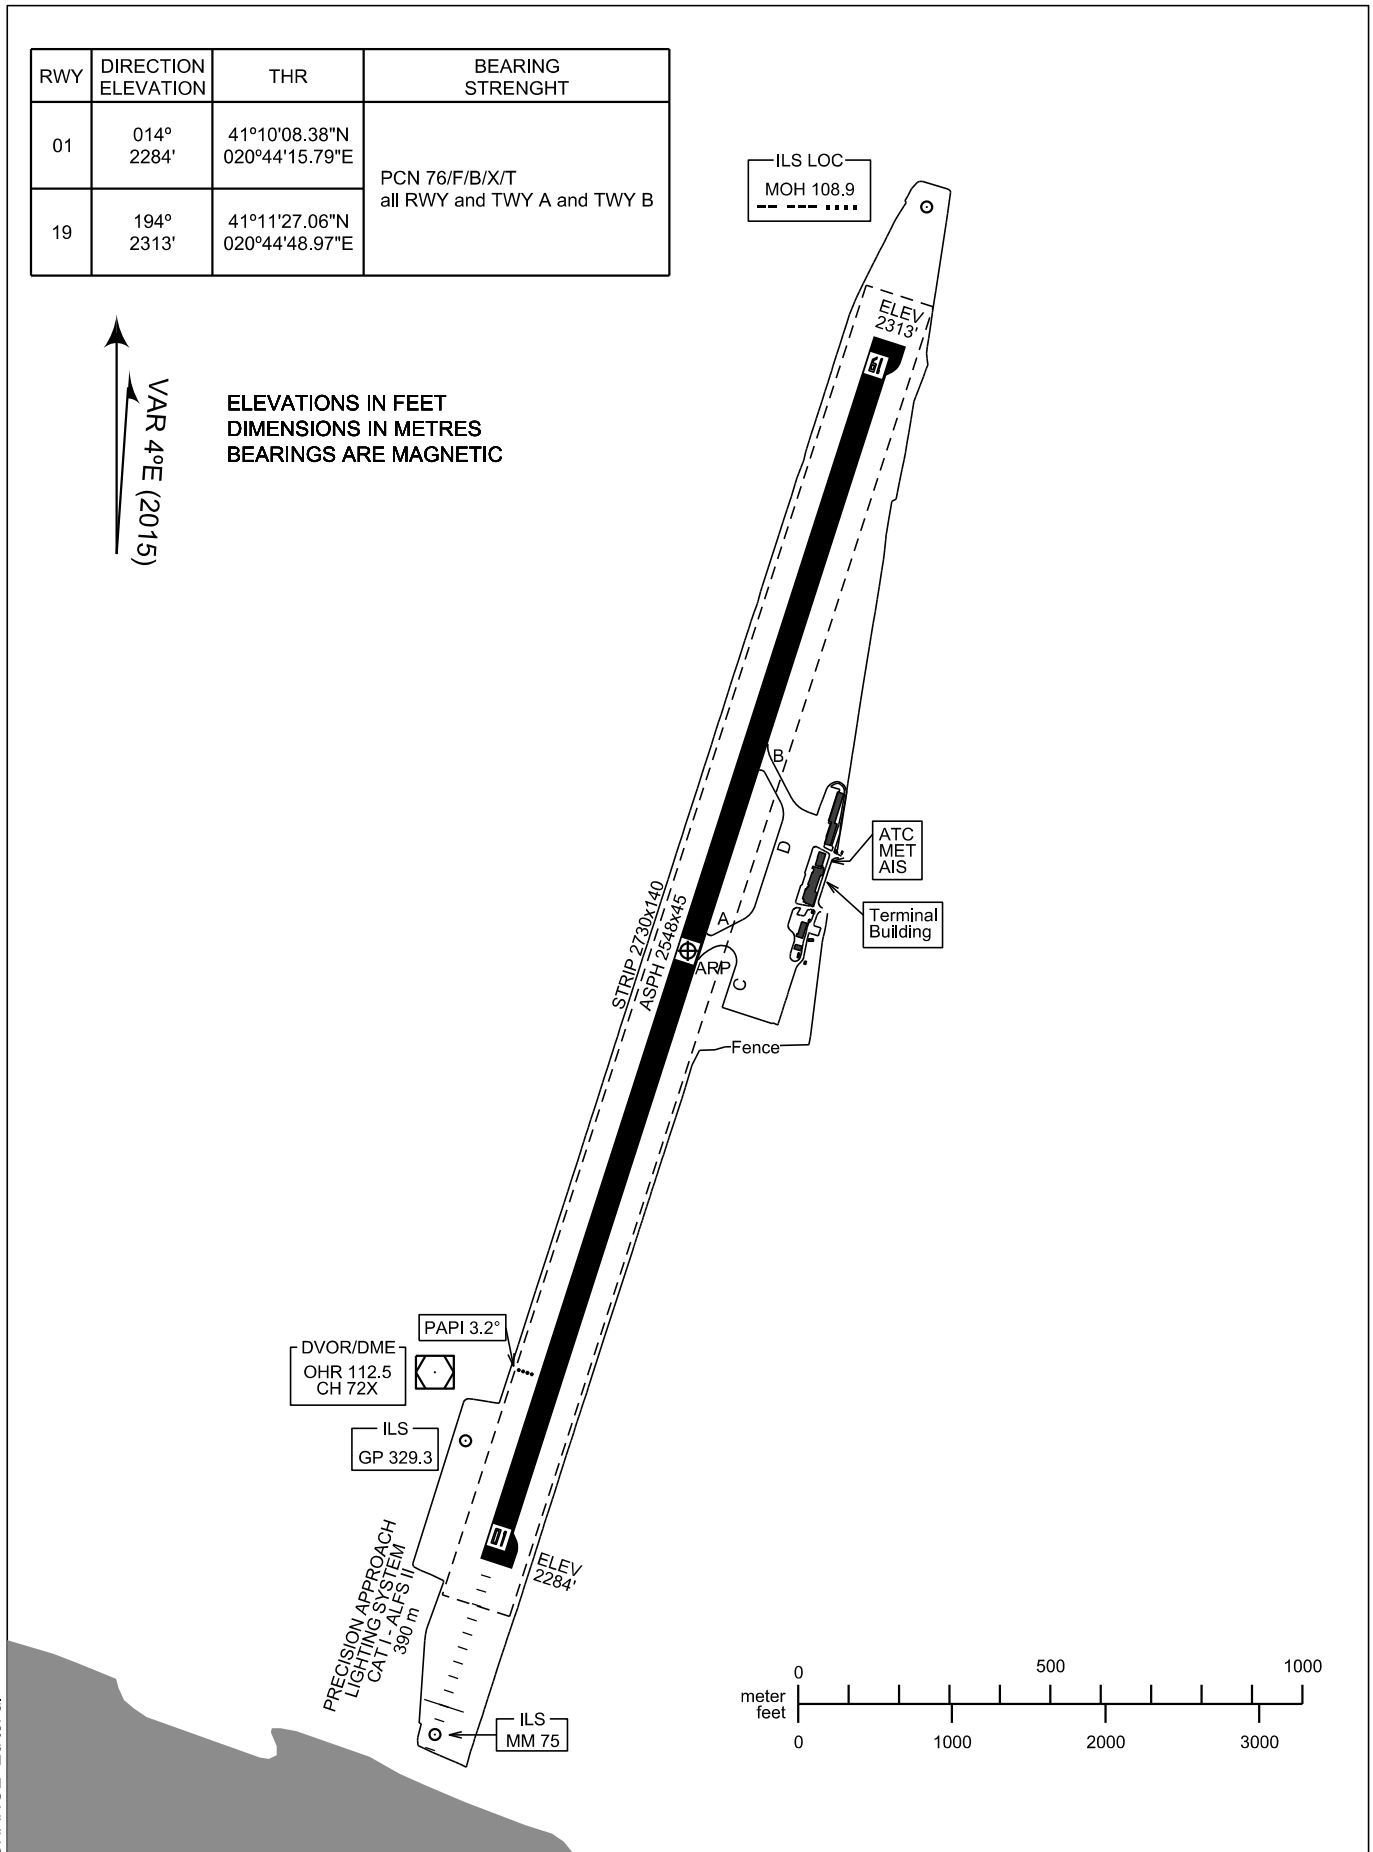 RWY
DIRECTION
ELEVATION
THR
BEARING
STRENGHT
01
014º
2284'
41º10'08.38"N
020º44'15.79"E
PCN 76/F/B/X/T
all RWY and TWY A and TWY B
19
194º
2313'
41º11'27.06"N
020º44'48.97"E
ILS LOC
MOH 108.9
VAR 4ºE (2015)
ELEVATIONS IN FEET
DIMENSIONS IN METRES
BEARINGS ARE MAGNETIC
ELEV
2313'
19
B
D
A
ATC
MET
AIS
Terminal
Building
STRIP 2730x140
ASPH 2548x45
ARP
C
Fence
PAPI 3.2°
DVOR/DME
OHR 112.5
CH 72X
ILS
GP 329.3
01
ELEV
2284'
PRECISION APPROACH
LIGHTING SYSTEM
CAT I - ALFS II
390 m
ILS
MM 75
0 500 1000
meter
feet
0 1000 2000 3000